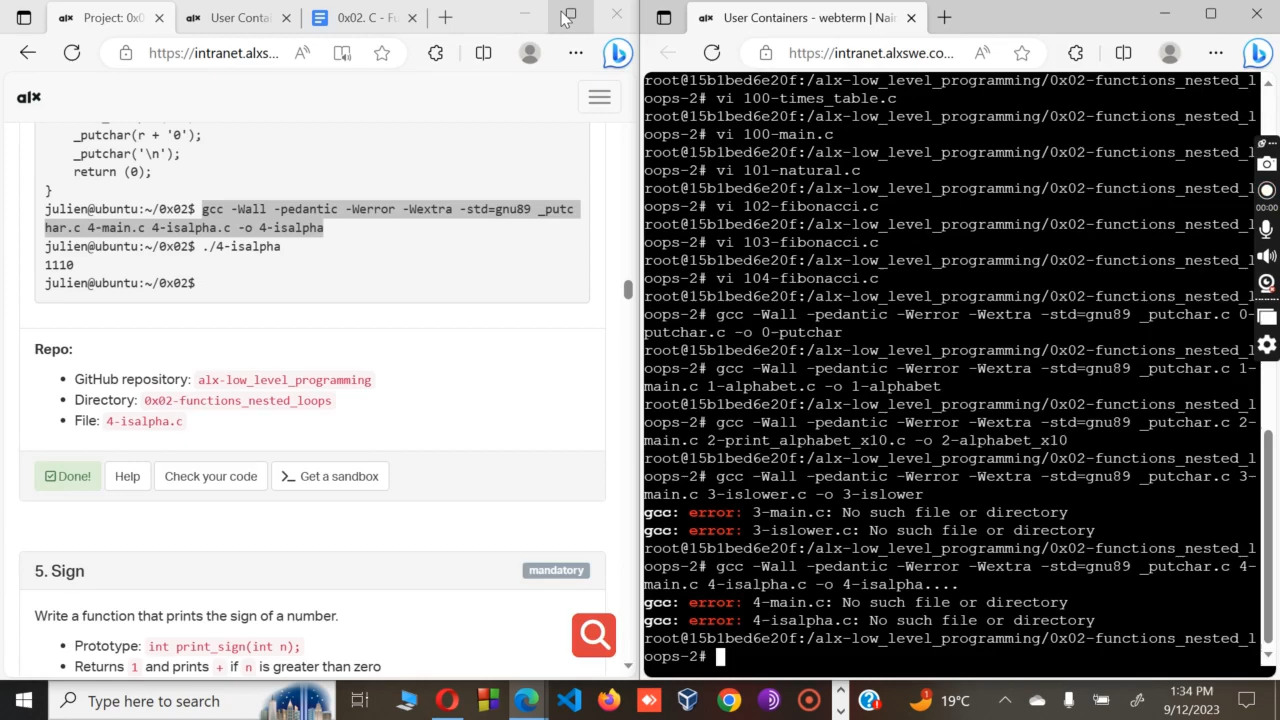 Project: 0x0
User Conta
0x02. C - F
User Containers - webterm | Nai
https://intranet.alxs...
https://intranet.alxswe.co...
alx
_putchar(r + '0');
_putchar('\n');
return (0);
}
julien@ubuntu:~/0x02$ gcc -Wall -pedantic -Werror -Wextra -std=gnu89 _putc
har.c 4-main.c 4-isalpha.c -o 4-isalpha
julien@ubuntu:~/0x02$ ./4-isalpha
1110
julien@ubuntu:~/0x02$
Repo:
GitHub repository: alx-low_level_programming
Directory: 0x02-functions_nested_loops
File: 4-isalpha.c
Done! Help Check your code Get a sandbox
5. Sign mandatory
Write a function that prints the sign of a number.
Prototype: int print_sign(int n);
Returns 1 and prints + if n is greater than zero
root@15b1bed6e20f:/alx-low_level_programming/0x02-functions_nested_l
oops-2# vi 100-times_table.c
root@15b1bed6e20f:/alx-low_level_programming/0x02-functions_nested_l
oops-2# vi 100-main.c
root@15b1bed6e20f:/alx-low_level_programming/0x02-functions_nested_l
oops-2# vi 101-natural.c
root@15b1bed6e20f:/alx-low_level_programming/0x02-functions_nested_l
oops-2# vi 102-fibonacci.c
root@15b1bed6e20f:/alx-low_level_programming/0x02-functions_nested_l
oops-2# vi 103-fibonacci.c
root@15b1bed6e20f:/alx-low_level_programming/0x02-functions_nested_l
oops-2# vi 104-fibonacci.c
root@15b1bed6e20f:/alx-low_level_programming/0x02-functions_nested_l
oops-2# gcc -Wall -pedantic -Werror -Wextra -std=gnu89 _putchar.c 0-
putchar.c -o 0-putchar
root@15b1bed6e20f:/alx-low_level_programming/0x02-functions_nested_l
oops-2# gcc -Wall -pedantic -Werror -Wextra -std=gnu89 _putchar.c 1-
main.c 1-alphabet.c -o 1-alphabet
root@15b1bed6e20f:/alx-low_level_programming/0x02-functions_nested_l
oops-2# gcc -Wall -pedantic -Werror -Wextra -std=gnu89 _putchar.c 2-
main.c 2-print_alphabet_x10.c -o 2-alphabet_x10
root@15b1bed6e20f:/alx-low_level_programming/0x02-functions_nested_l
oops-2# gcc -Wall -pedantic -Werror -Wextra -std=gnu89 _putchar.c 3-
main.c 3-islower.c -o 3-islower
gcc: error: 3-main.c: No such file or directory
gcc: error: 3-islower.c: No such file or directory
root@15b1bed6e20f:/alx-low_level_programming/0x02-functions_nested_l
oops-2# gcc -Wall -pedantic -Werror -Wextra -std=gnu89 _putchar.c 4-
main.c 4-isalpha.c -o 4-isalpha....
gcc: error: 4-main.c: No such file or directory
gcc: error: 4-isalpha.c: No such file or directory
root@15b1bed6e20f:/alx-low_level_programming/0x02-functions_nested_l
oops-2#
00:00
Type here to search
19°C
1:34 PM
9/12/2023